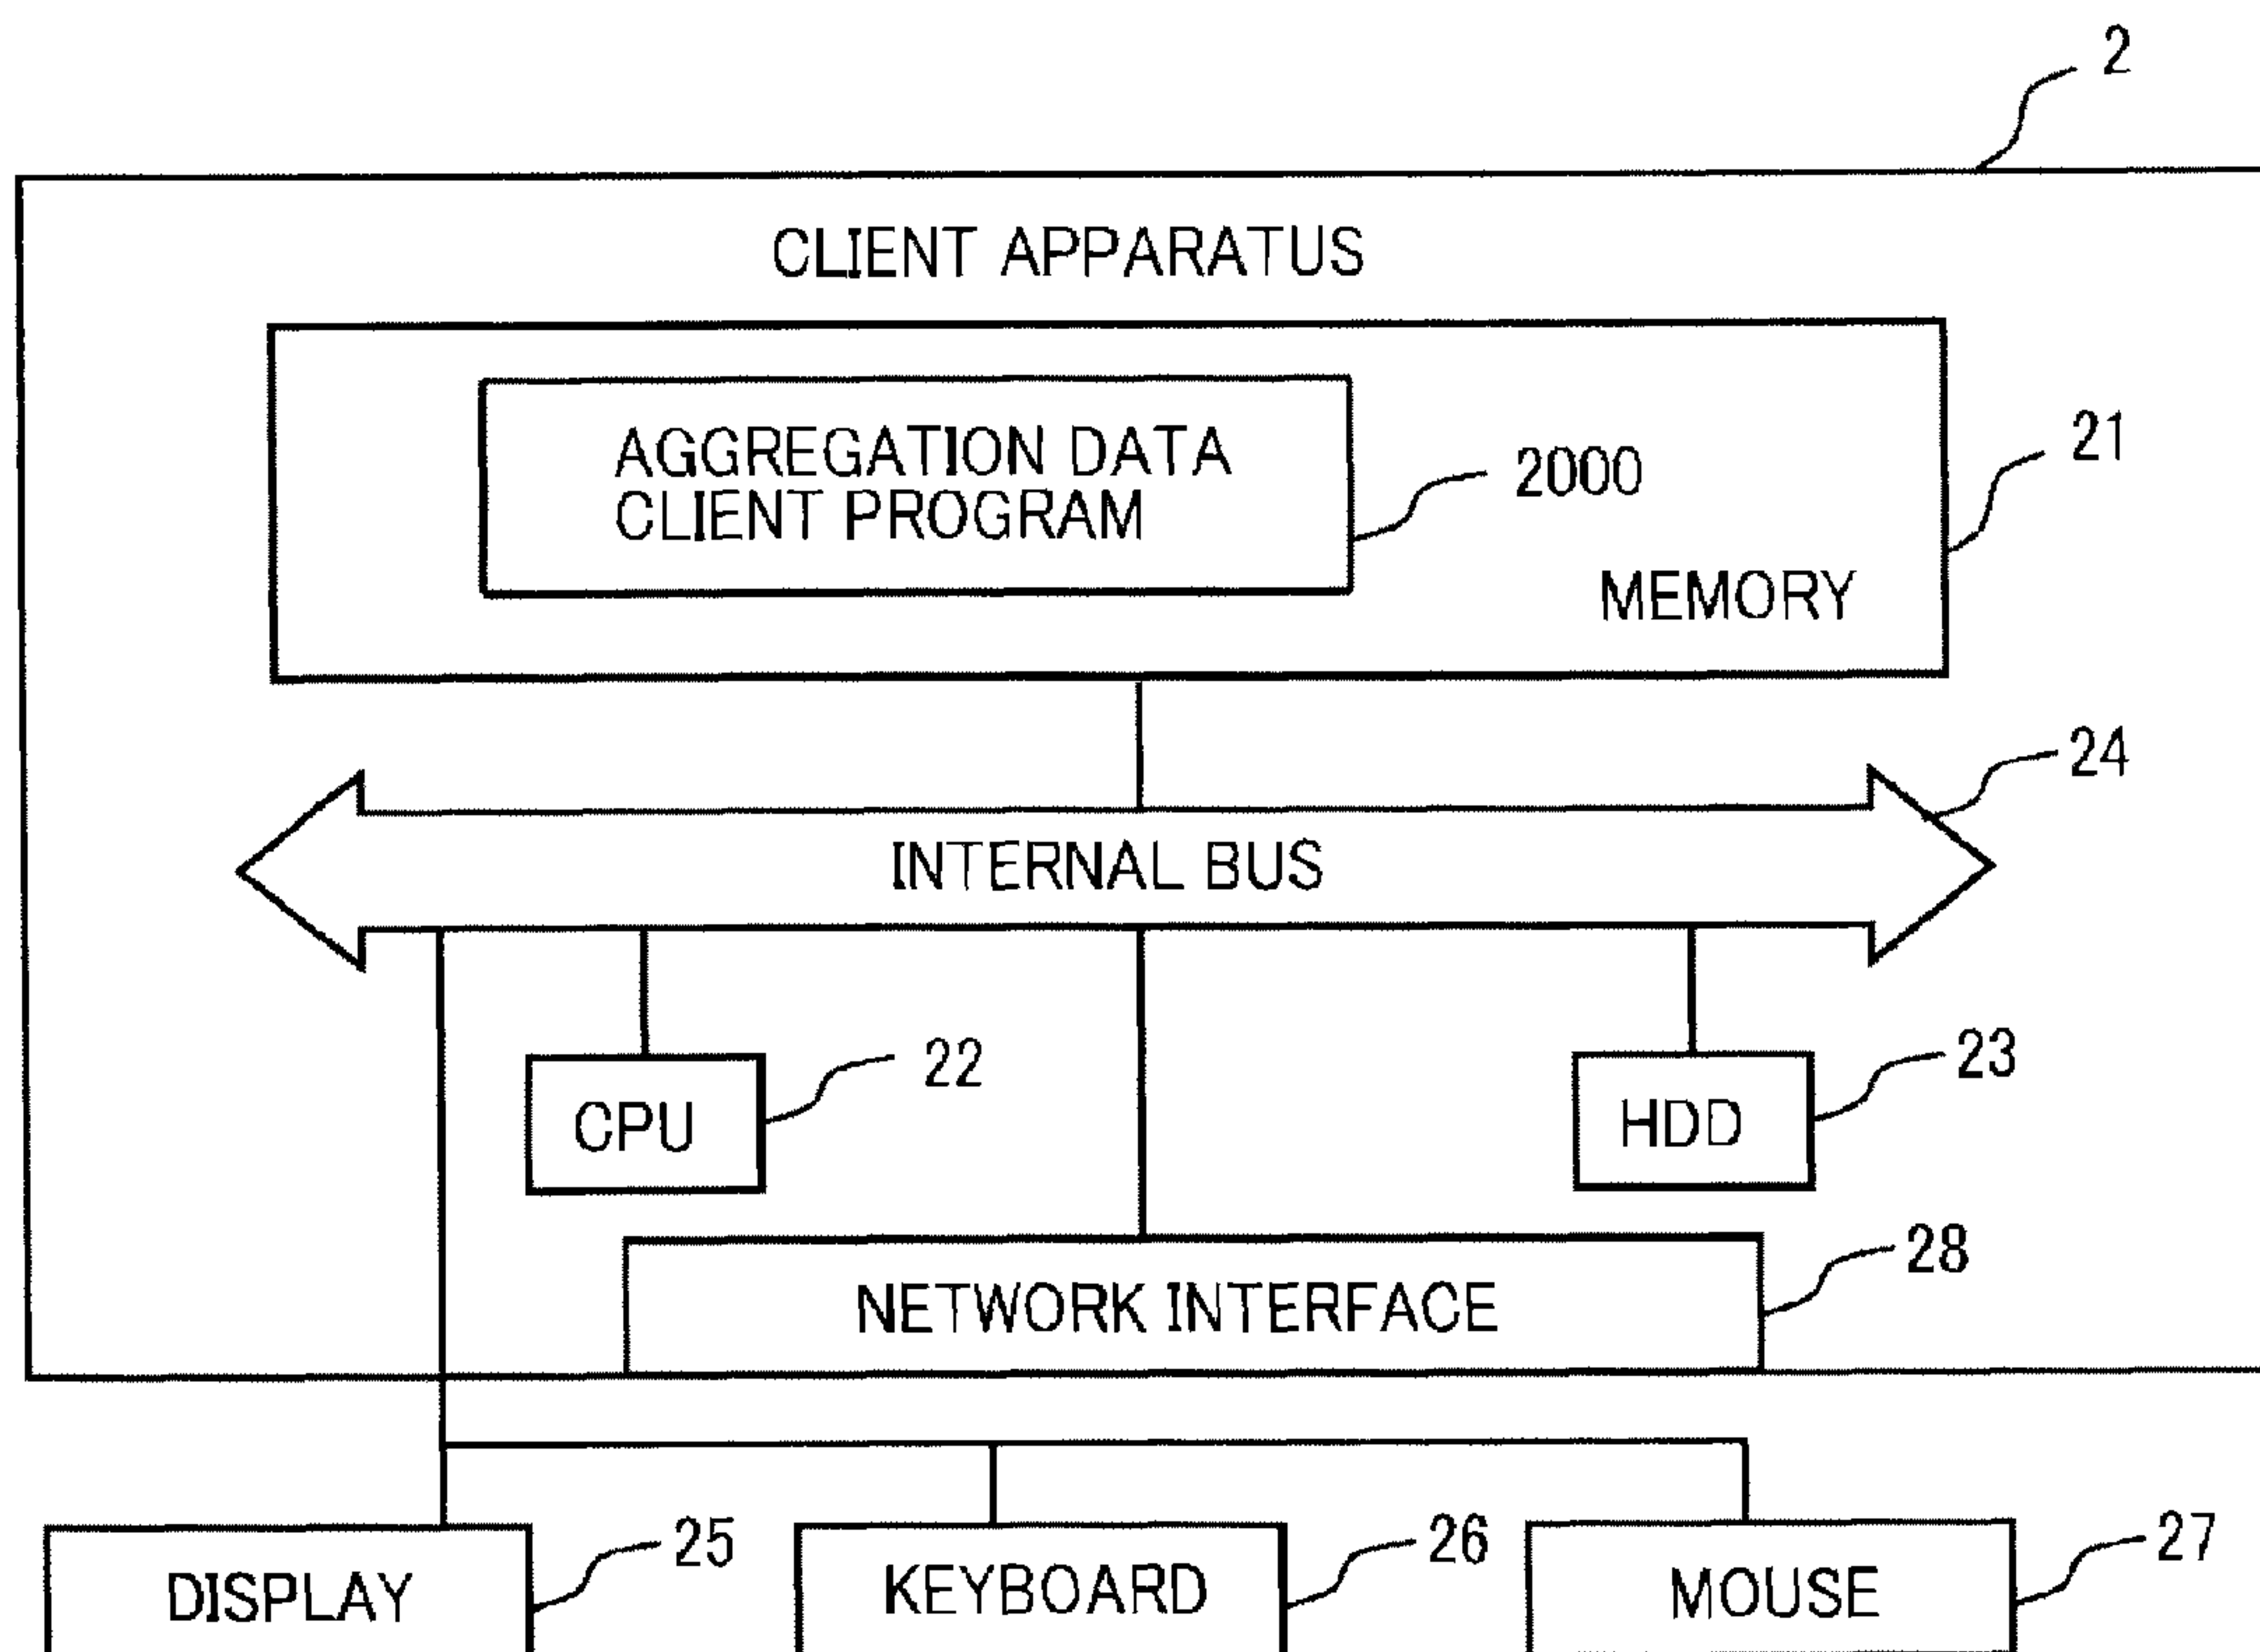 2
CLIENT APPARATUS
AGGREGATION DATA
CLIENT PROGRAM
2000
21
MEMORY
24
INTERNAL BUS
22
CPU
23
HDD
28
NETWORK INTERFACE
25
DISPLAY
26
KEYBOARD
27
MOUSE